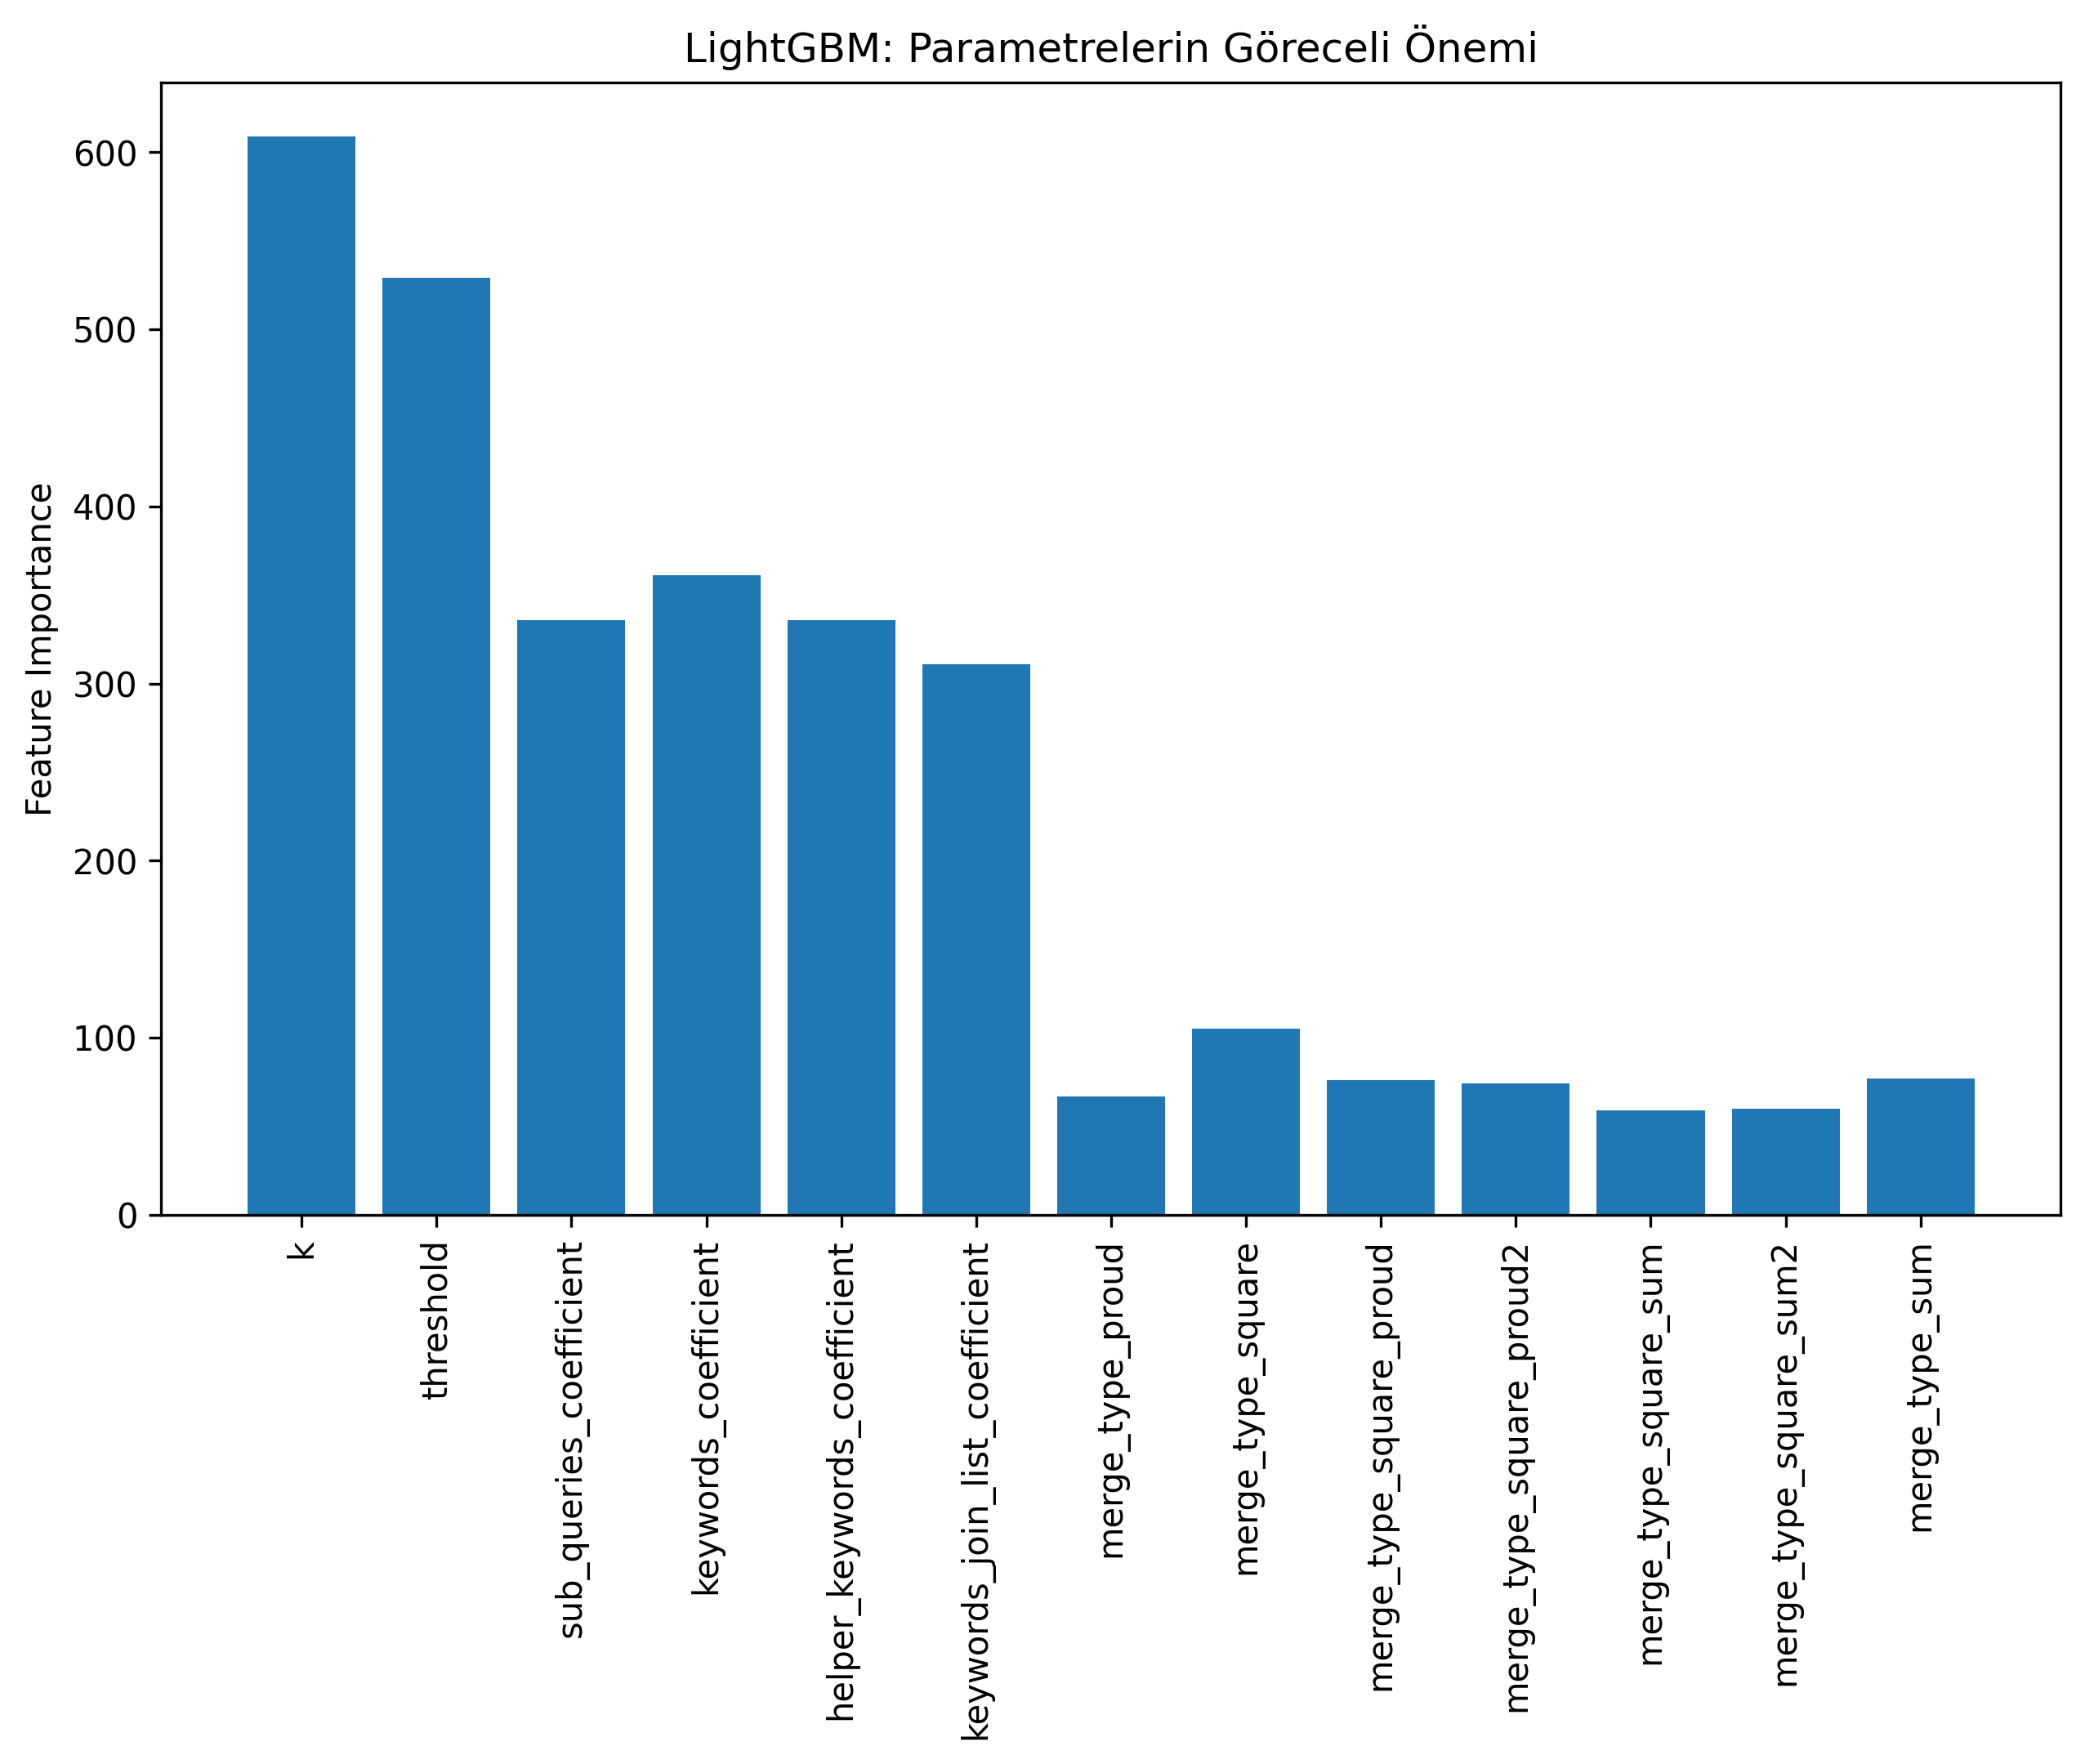 LightGBM: Parametrelerin Göreceli Önemi
Feature Importance
600
500
400
300
200
100
0
k
threshold
sub_queries_coefficient
keywords_coefficient
helper_keywords_coefficient
keywords_join_list_coefficient
merge_type_proud
merge_type_square
merge_type_square_proud
merge_type_square_proud2
merge_type_square_sum
merge_type_square_sum2
merge_type_sum